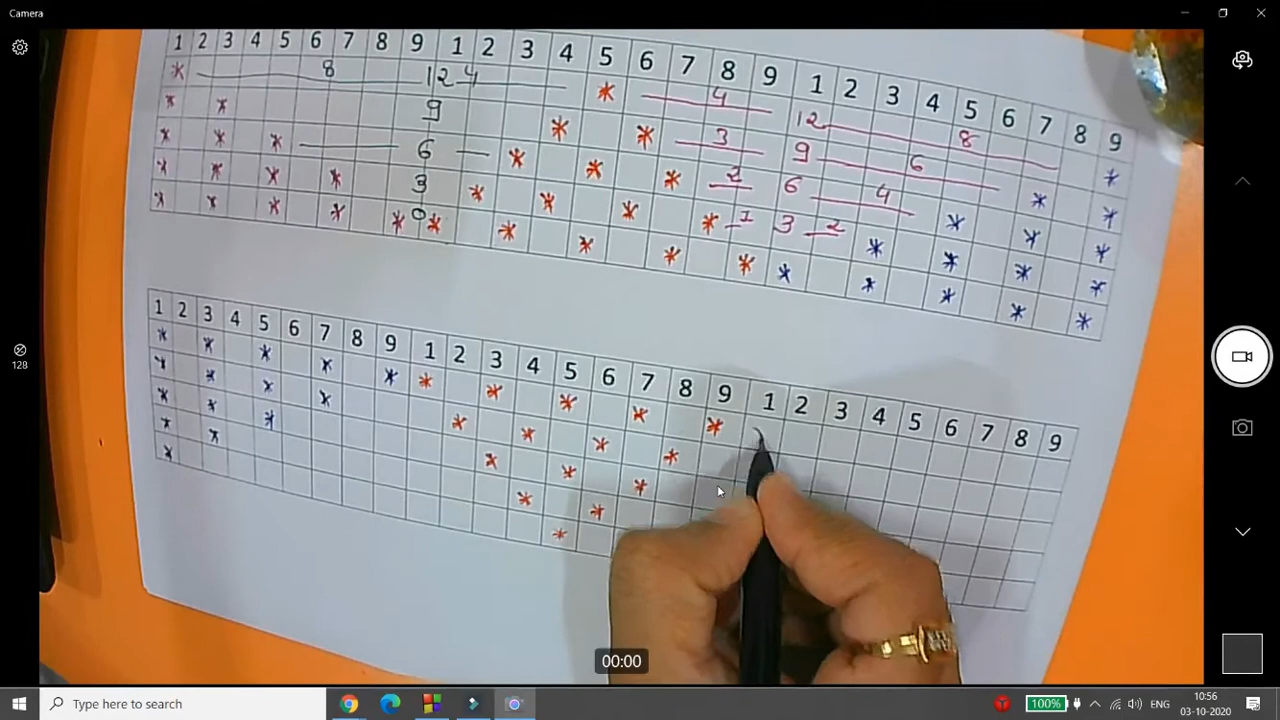 Camera
1 2 3 4 5 6 7 8 9 1 2 3 4 5 6 7 8 9 1 2 3 4 5 6 7 8 9
* 8 12 4 * 4 12 8 *
* * 9 * * 3 9 6 * *
* * * 6 * * * 2 6 4 * * *
* * * * 3 * * * * 1 3 2 * * * *
* * * * * 0 * * * * * * * * * *
1 2 3 4 5 6 7 8 9 1 2 3 4 5 6 7 8 9 1 2 3 4 5 6 7 8 9
* * * * * * * * * *
* * * * * * * *
* * * * * *
* * * *
* *
128
00:00
Type here to search
100%
ENG
10:56
03-10-2020